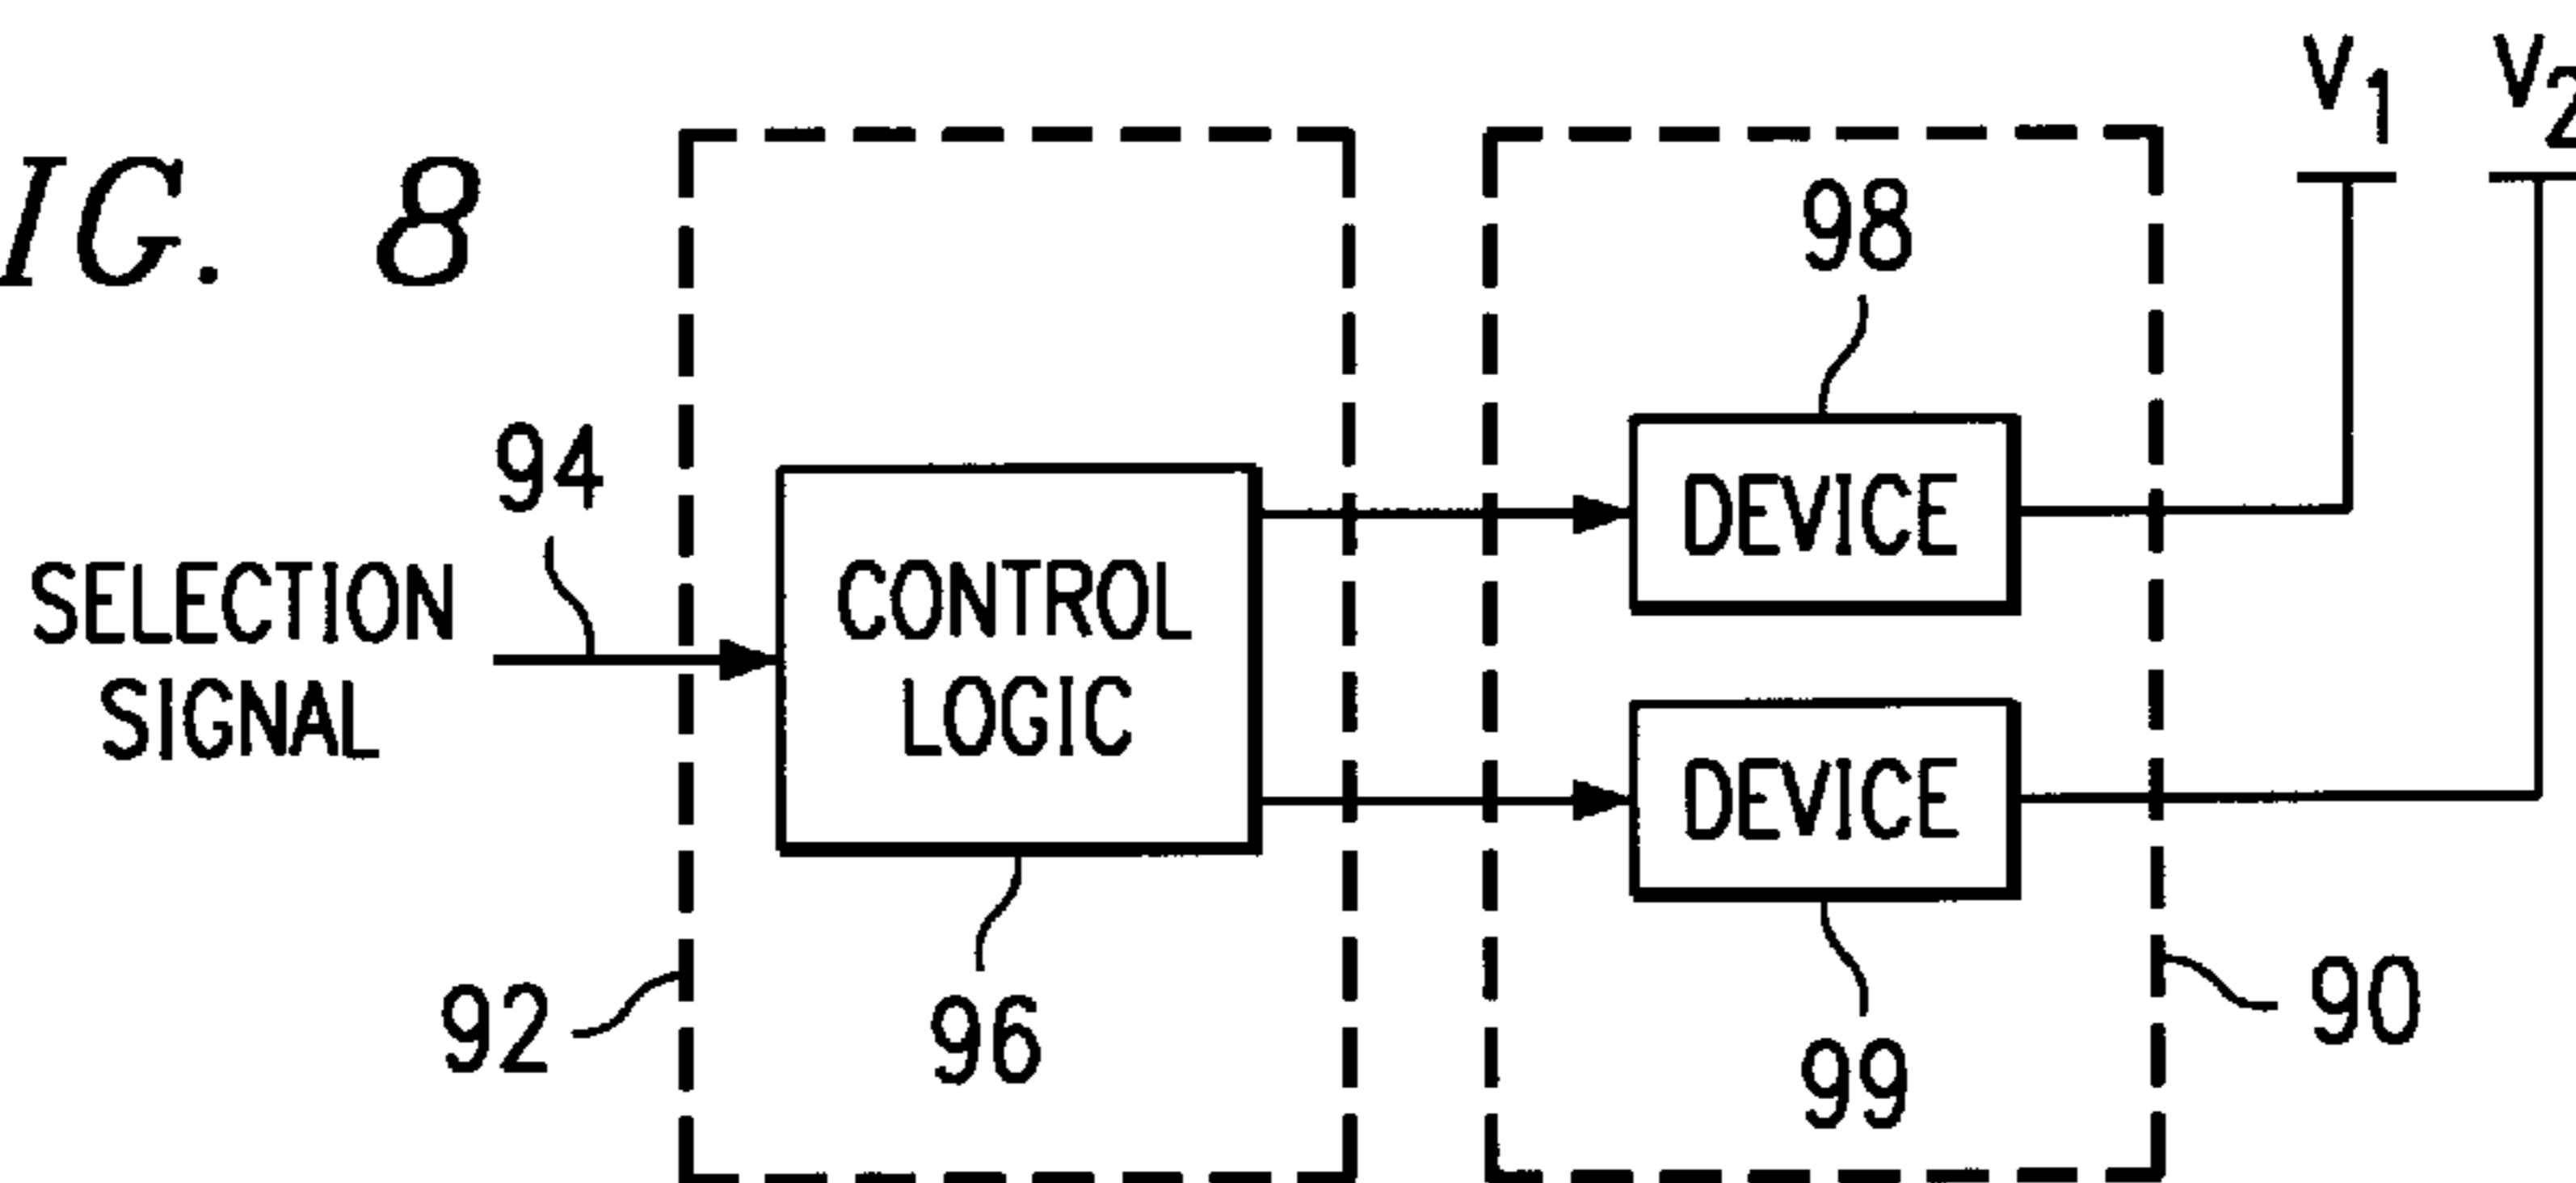 IG. 8
V1
V2
98
94
DEVICE
SELECTION
SIGNAL
CONTROL
LOGIC
DEVICE
92
96
90
99